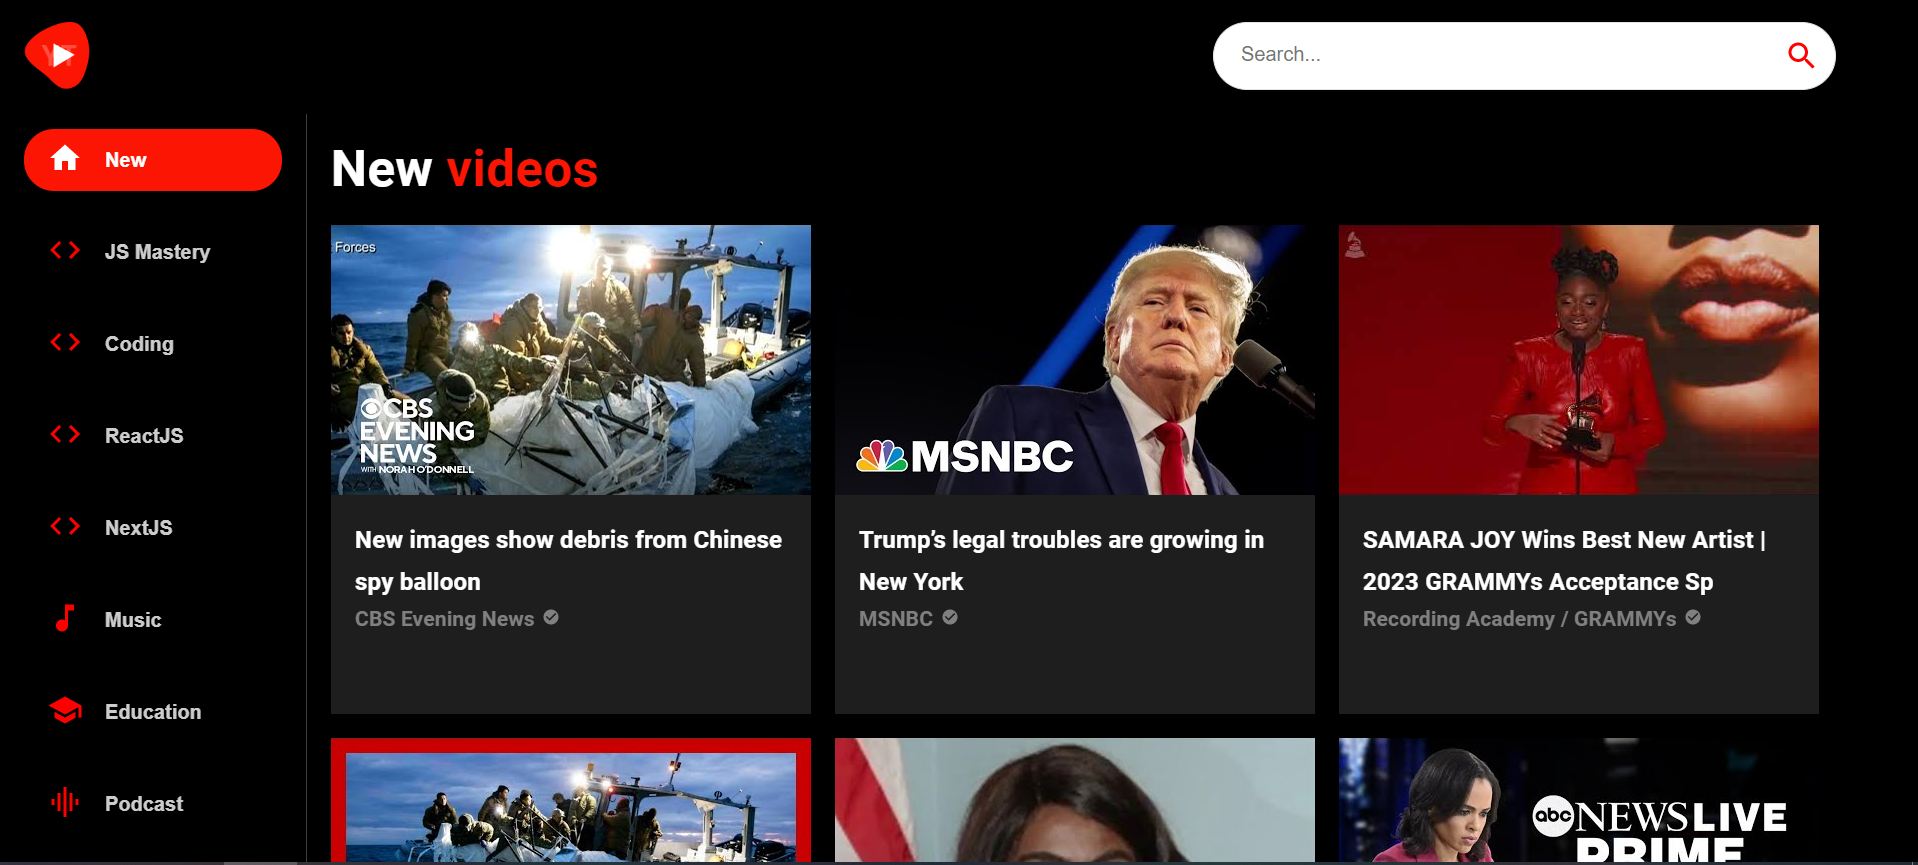 YT
Search...
New
JS Mastery
Coding
ReactJS
NextJS
Music
Education
Podcast
New videos
Forces
CBS
EVENING
NEWS
WITH NORAH O'DONNELL
MSNBC
New images show debris from Chinese
spy balloon
CBS Evening News
Trump’s legal troubles are growing in
New York
MSNBC
SAMARA JOY Wins Best New Artist |
2023 GRAMMYs Acceptance Sp
Recording Academy / GRAMMYs
abc NEWS LIVE
PRIME